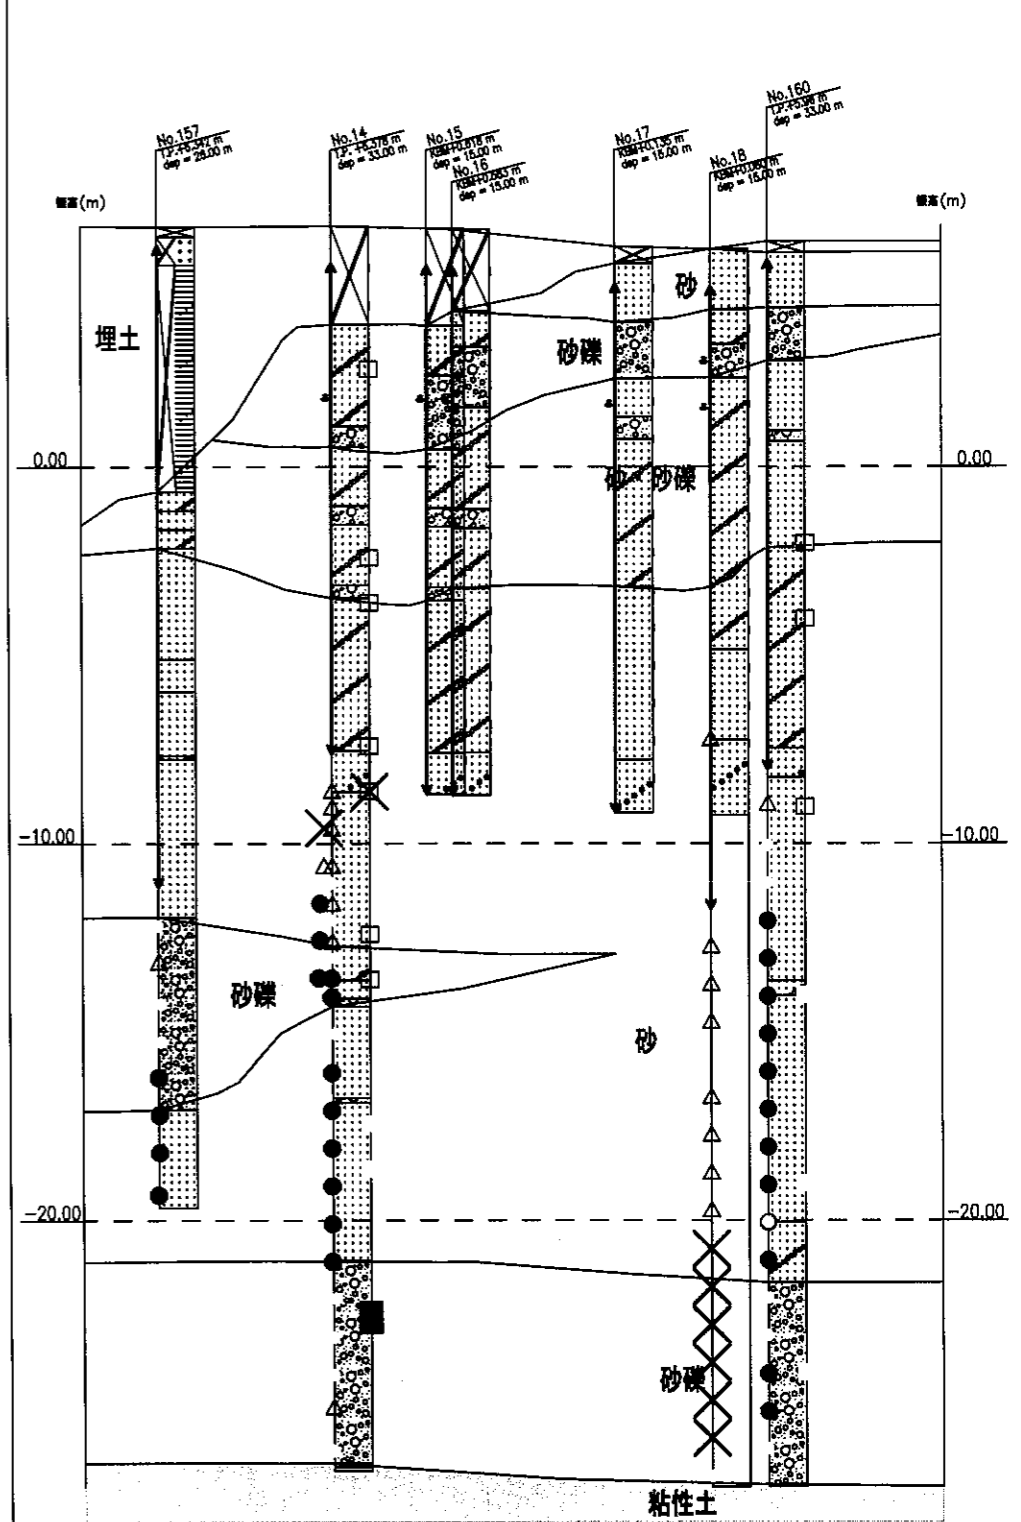 No.160
dep = 33.00 m
No.157
dep = 28.00 m
No.14
dep = 33.00 m
No.15
dep = 15.00 m
No.16
dep = 15.00 m
No.17
dep = 15.00 m
No.18
dep = 15.00 m
標高(m)
標高(m)
砂
埋土
砂礫
0.00
0.00
砂 砂礫
-10.00
-10.00
砂礫
砂
-20.00
-20.00
砂礫
粘性土